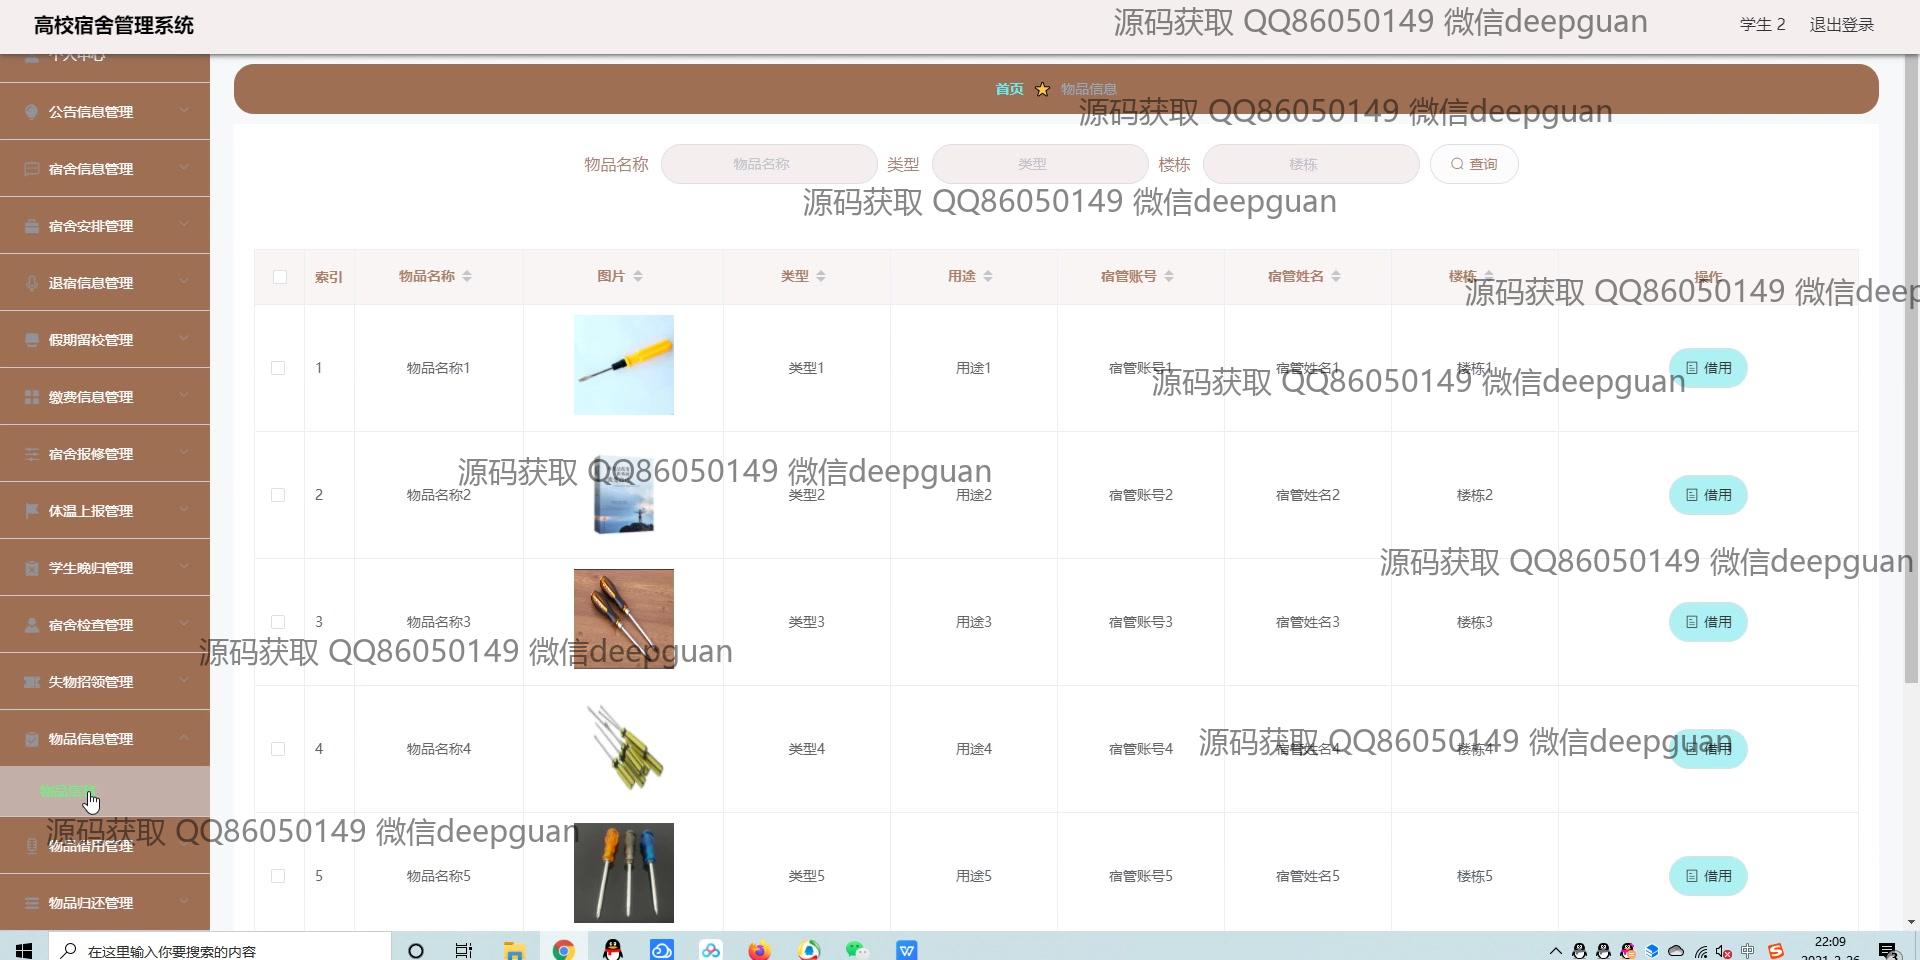 高校宿舍管理系统
源码获取 QQ86050149 微信deepguan
学生 2
退出登录
个人中心
首页
物品信息
源码获取 QQ86050149 微信deepguan
公告信息管理
物品名称 物品名称 类型 类型 楼栋 楼栋 查询
宿舍信息管理
源码获取 QQ86050149 微信deepguan
宿舍安排管理
索引 物品名称 图片 类型 用途 宿管账号 宿管姓名 楼栋 操作
退宿信息管理
源码获取 QQ86050149 微信deep
假期留校管理
1 物品名称1 类型1 用途1 宿管账号1 宿管姓名1 楼栋1 借用
源码获取 QQ86050149 微信deepguan
缴费信息管理
宿舍报修管理
源码获取 QQ86050149 微信deepguan
2 物品名称2 类型2 用途2 宿管账号2 宿管姓名2 楼栋2 借用
体温上报管理
源码获取 QQ86050149 微信deepguan
学生晚归管理
3 物品名称3 类型3 用途3 宿管账号3 宿管姓名3 楼栋3 借用
宿舍检查管理
源码获取 QQ86050149 微信deepguan
失物招领管理
物品信息管理
4 物品名称4 类型4 用途4 宿管账号4 宿管姓名4 楼栋4 借用
源码获取 QQ86050149 微信deepguan
物品信息
源码获取 QQ86050149 微信deepguan
物品借用管理
5 物品名称5 类型5 用途5 宿管账号5 宿管姓名5 楼栋5 借用
物品归还管理
在这里输入你要搜索的内容
中
22:09
2021-2-26